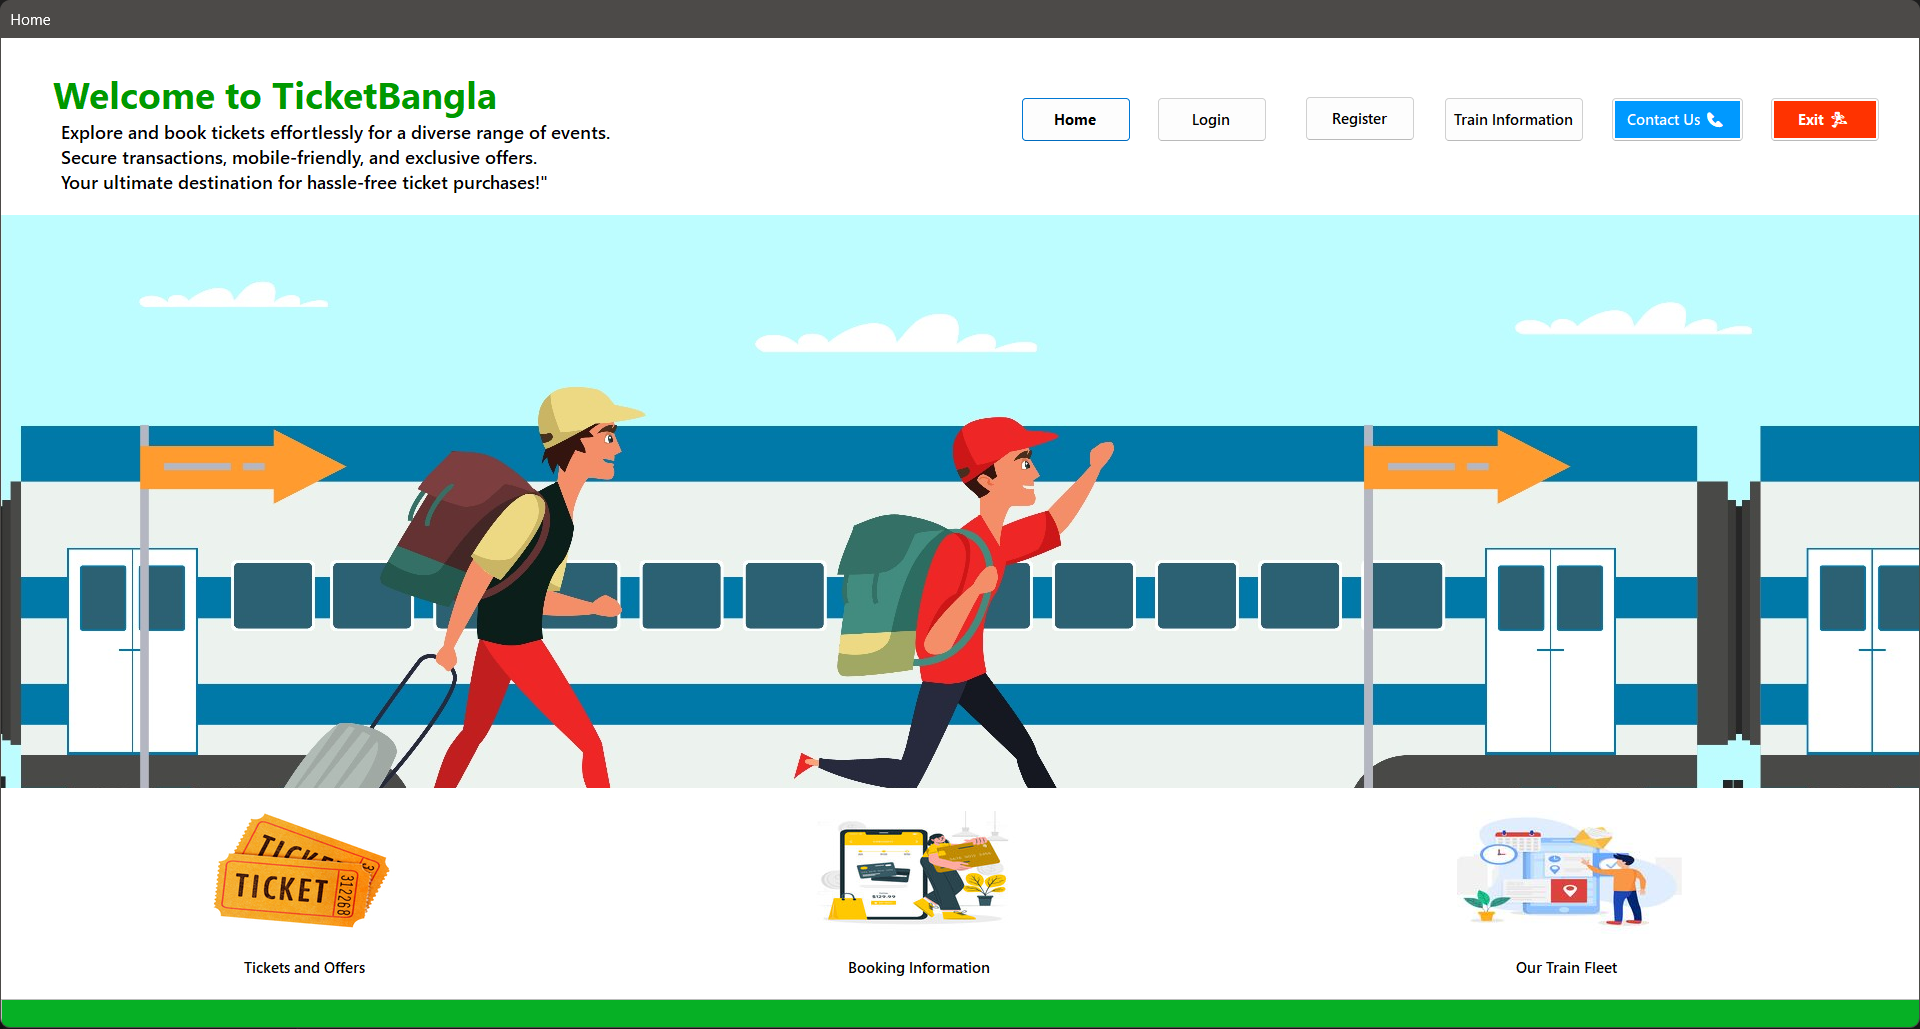 Home
Welcome to TicketBangla
Explore and book tickets effortlessly for a diverse range of events.
Secure transactions, mobile-friendly, and exclusive offers.
Your ultimate destination for hassle-free ticket purchases!"
Home
Login
Register
Train Information
Contact Us
Exit
TICKET
TICKET 312268
$129.99
Tickets and Offers
Booking Information
Our Train Fleet